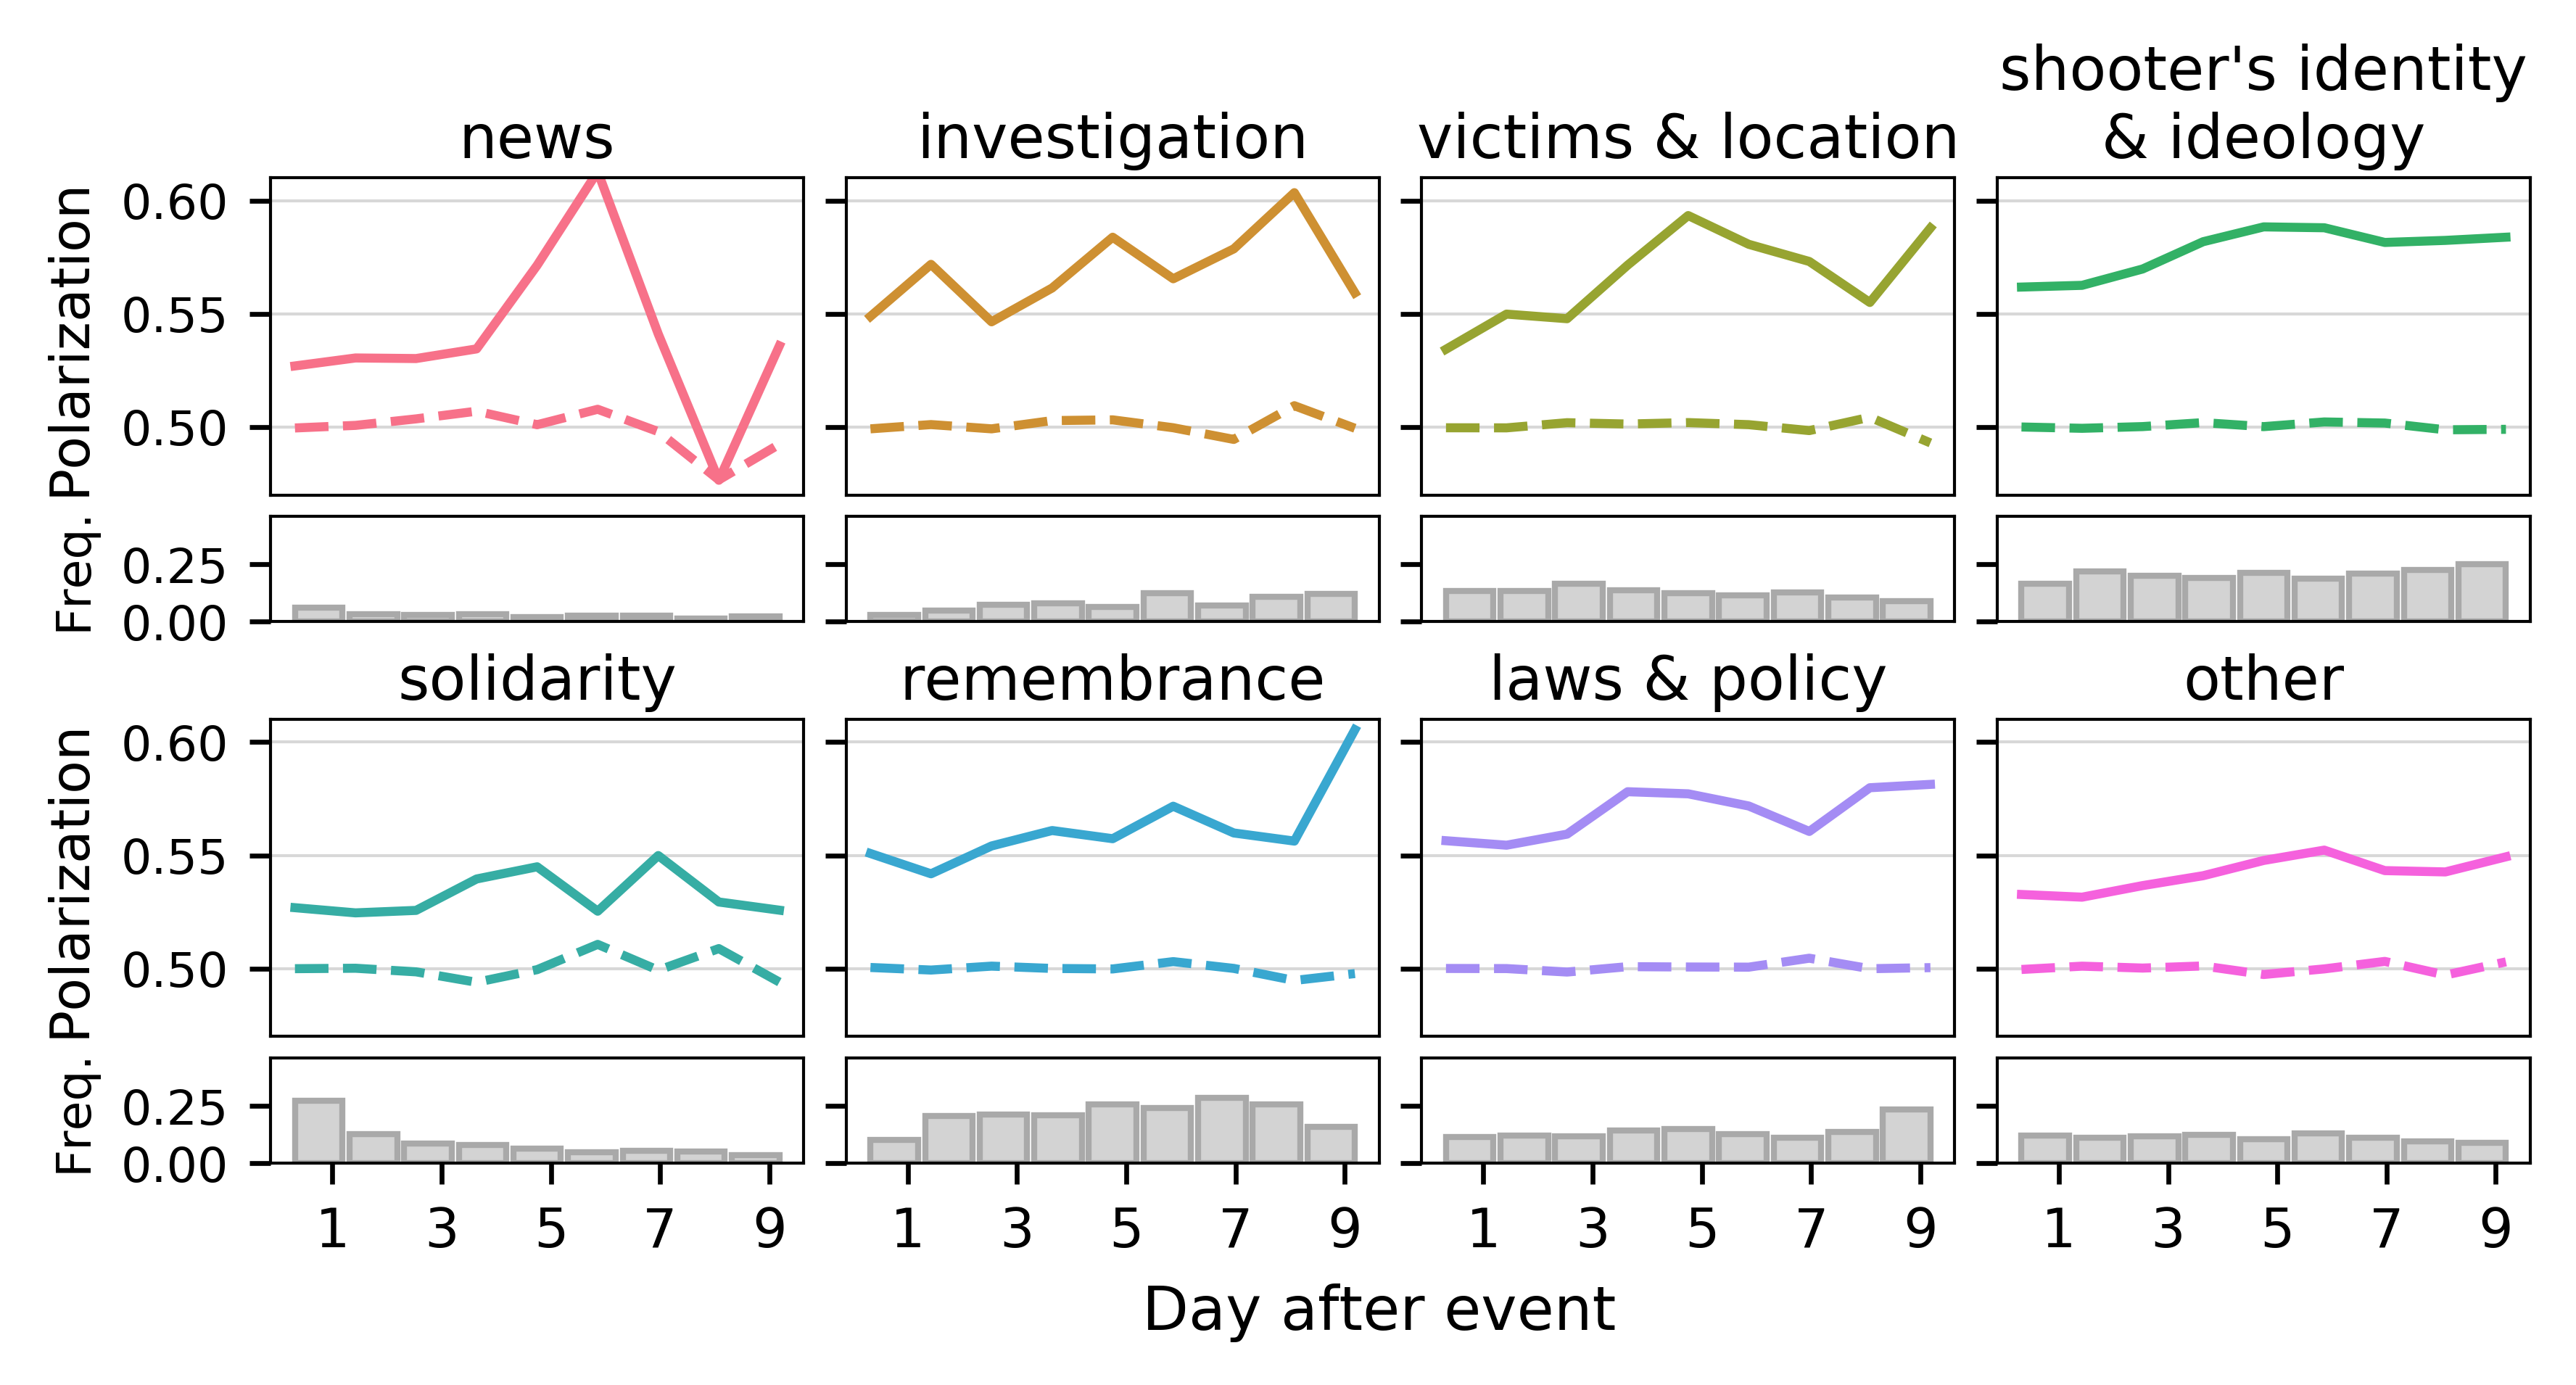 shooter's identity
news investigation victims & location & ideology
Polarization
0.60
0.55
0.50
Freq.
0.25
0.00
solidarity remembrance laws & policy other
Polarization
0.60
0.55
0.50
Freq.
0.25
0.00
1 3 5 7 9 1 3 5 7 9 1 3 5 7 9 1 3 5 7 9
Day after event